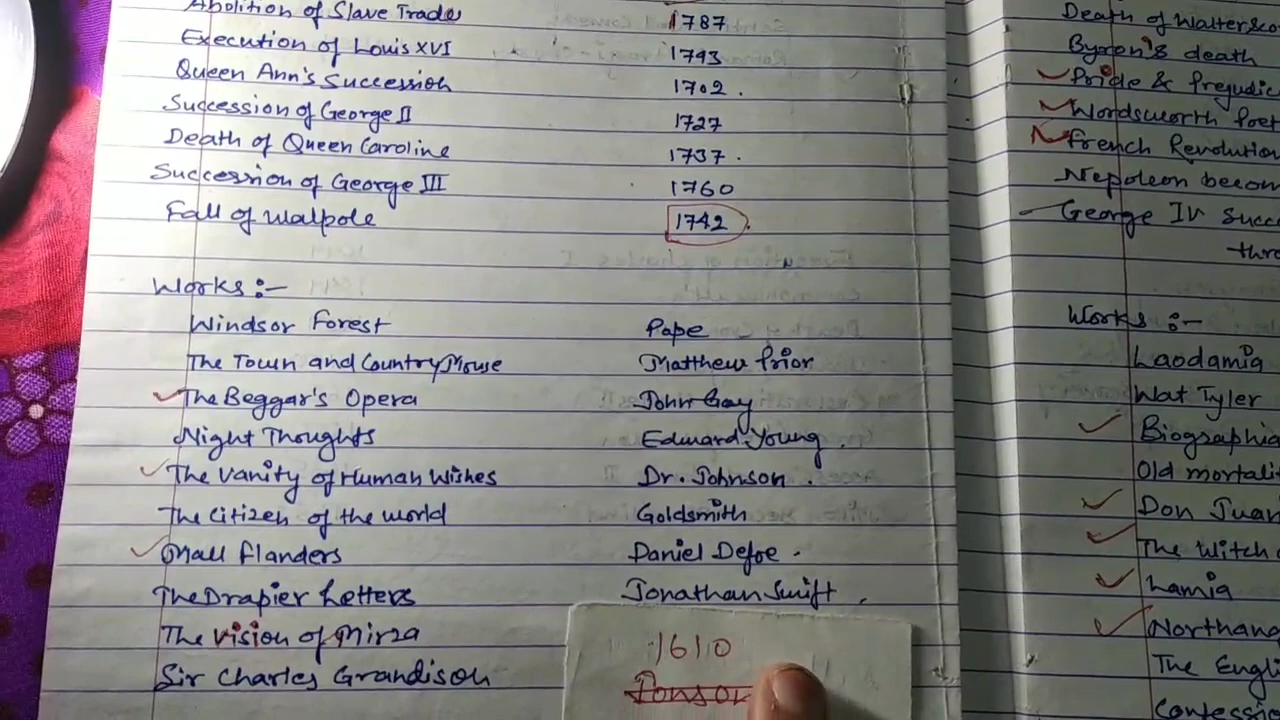 Abolition of Slave Trade 1787
Execution of Louis XVI 1793
Queen Ann's Succession 1702.
Succession of George II 1727
Death of Queen Caroline 1737.
Succession of George III 1760
Fall of Walpole 1742.
Works:-
Windsor Forest Pope
The Town and Country Mouse Matthew Prior
The Beggar's Opera John Gay
Night Thoughts Edward Young.
The Vanity of Human Wishes Dr. Johnson.
The Citizen of the World Goldsmith
Moll Flanders Daniel Defoe.
The Drapier Letters Jonathan Swift.
The Vision of Mirza
Sir Charles Grandison
1610
Death of Walter Sco
Byron's death
Pride & Prejudic
Wordsworth Poet
French Revolution
Nepoleon becom
George IV Succ
thro
Works:-
Laodamia
Wat Tyler
Biographia
Old mortali
Don Juan
The Witch o
Lamia
Northang
The Engli
Confessio